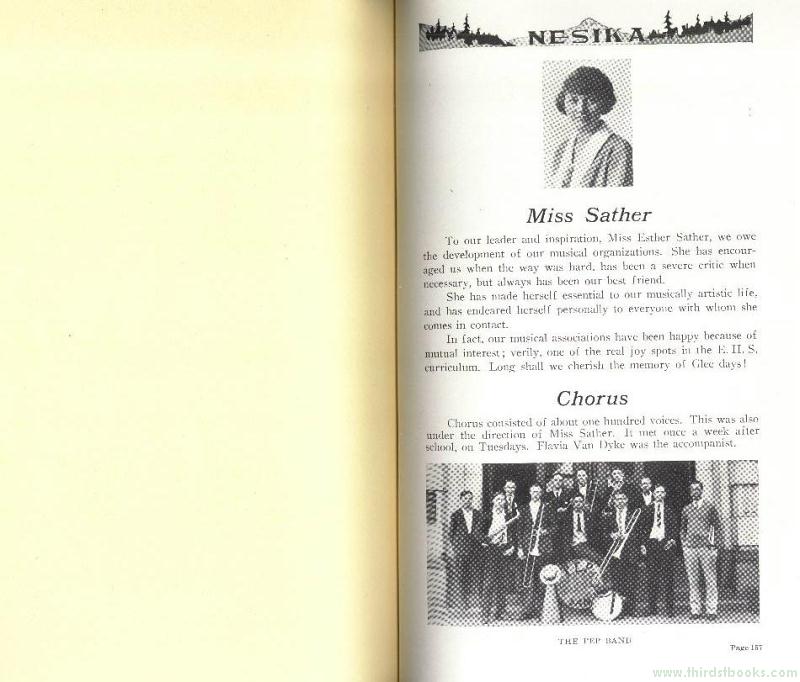 NESIKA
Miss Sather
To our leader and inspiration, Miss Esther Sather, we owe
the development of our musical organizations. She has encour-
aged us when the way was hard, has been a severe critic when
necessary, but always has been our best friend.
She has made herself essential to our musically artistic life,
and has endeared herself personally to everyone with whom she
comes in contact.
In fact, our musical associations have been happy because of
mutual interest; verily, one of the real joy spots in the E. H. S.
curriculum. Long shall we cherish the memory of Glee days!
Chorus
Chorus consisted of about one hundred voices. This was also
under the direction of Miss Sather. It met once a week after
school, on Tuesdays. Flavia Van Dyke was the accompanist.
THE PEP BAND
Page 157
www.thirdstbooks.com